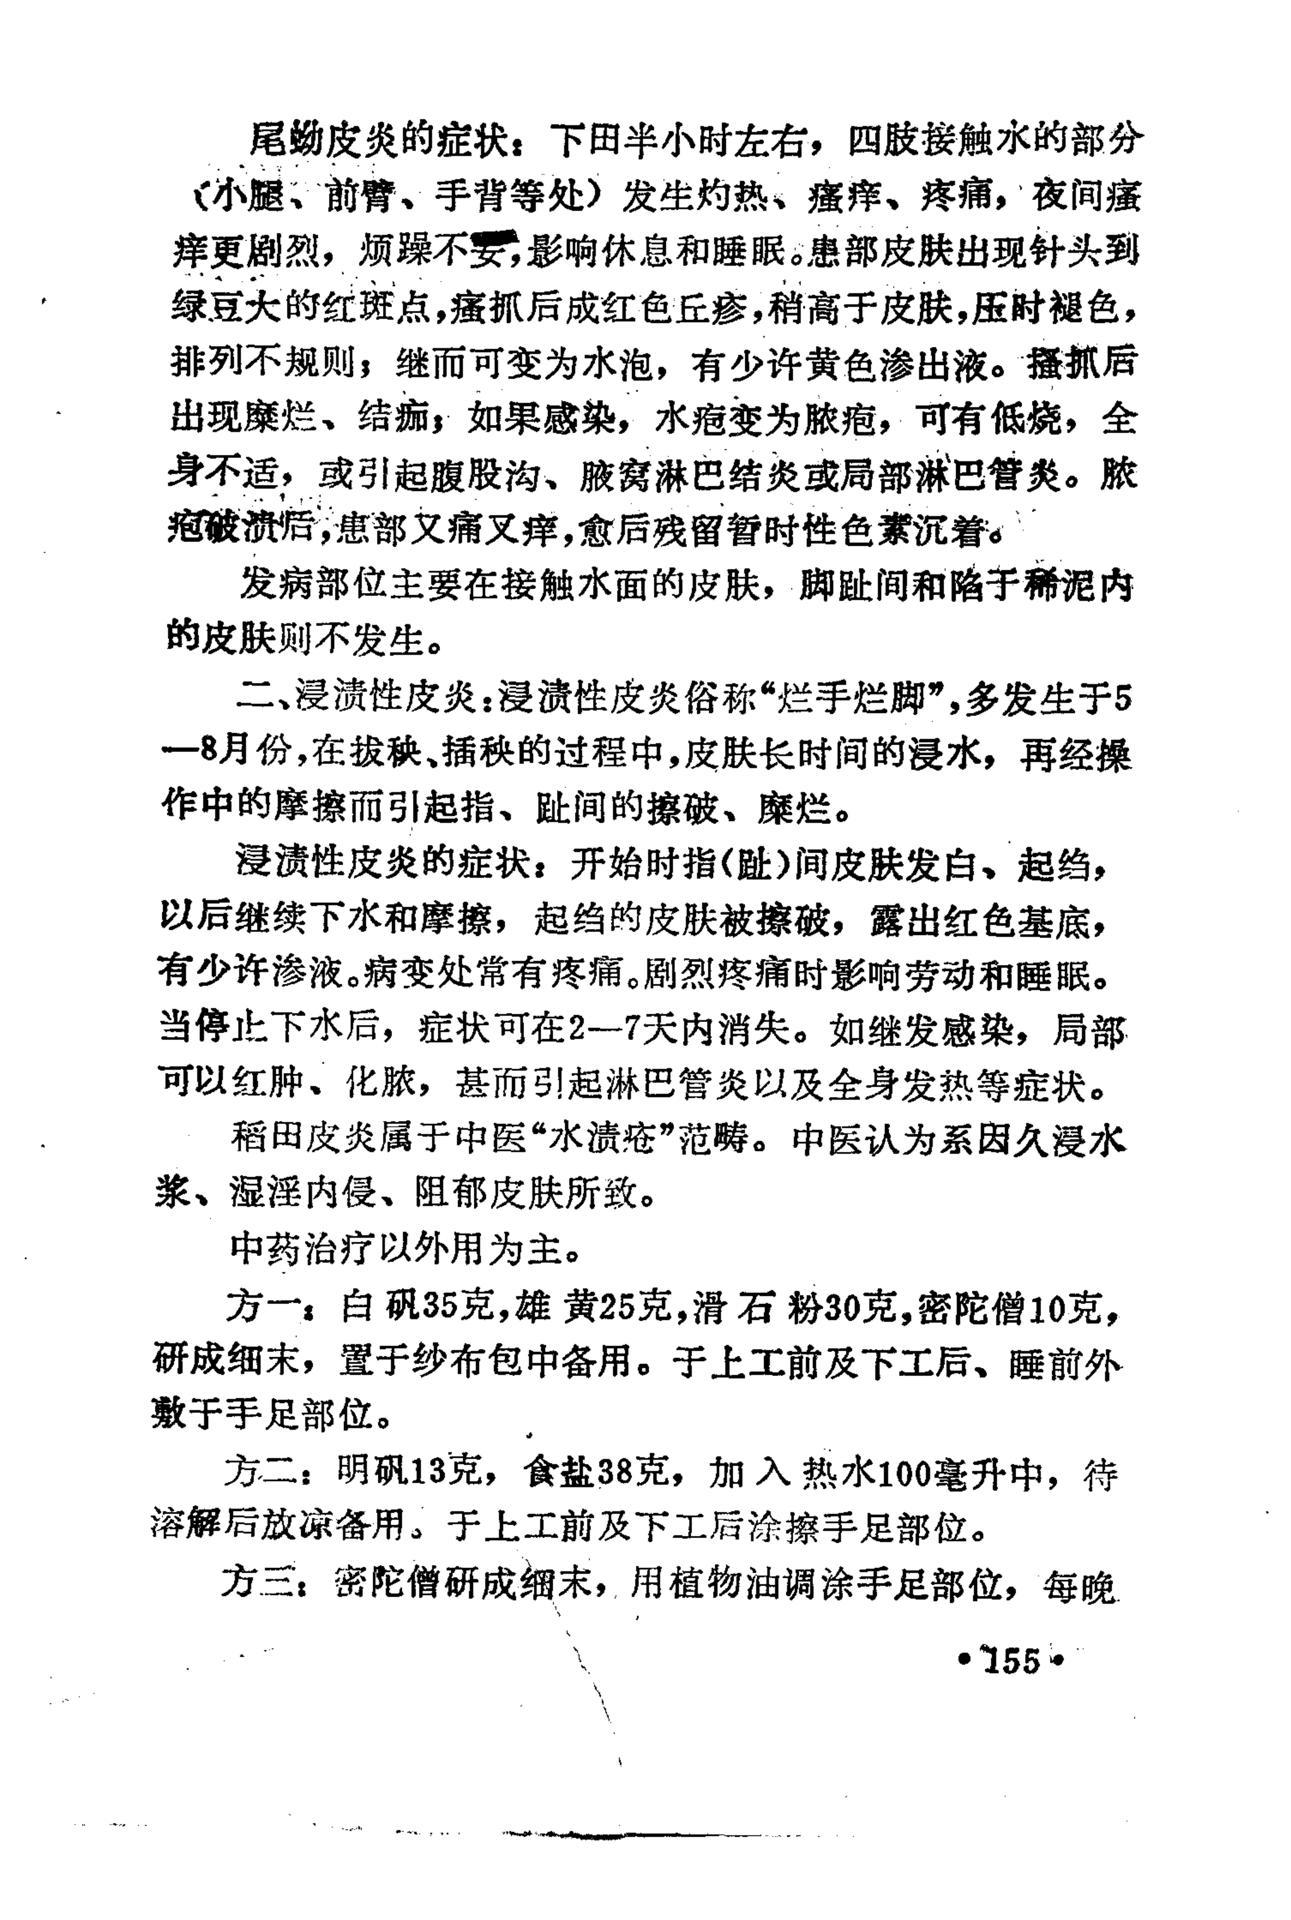 尾蚴皮炎的症状：下田半小时左右，四肢接触水的部分
（小腿、前臂、手背等处）发生灼热、瘙痒、疼痛，夜间瘙
痒更剧烈，烦躁不安，影响休息和睡眠。患部皮肤出现针头到
绿豆大的红斑点，瘙抓后成红色丘疹，稍高于皮肤，压时褪色，
排列不规则；继而可变为水泡，有少许黄色渗出液。搔抓后
出现糜烂、结痂；如果感染，水疱变为脓疱，可有低烧，全
身不适，或引起腹股沟、腋窝淋巴结炎或局部淋巴管炎。脓
疱破溃后，患部又痛又痒，愈后残留暂时性色素沉着。
发病部位主要在接触水面的皮肤，脚趾间和陷于稀泥内
的皮肤则不发生。
二、浸渍性皮炎：浸渍性皮炎俗称“烂手烂脚”，多发生于5
—8月份，在拔秧、插秧的过程中，皮肤长时间的浸水，再经操
作中的摩擦而引起指、趾间的擦破、糜烂。
浸渍性皮炎的症状：开始时指（趾）间皮肤发白、起绉，
以后继续下水和摩擦，起绉的皮肤被擦破，露出红色基底，
有少许渗液。病变处常有疼痛。剧烈疼痛时影响劳动和睡眠。
当停止下水后，症状可在2—7天内消失。如继发感染，局部
可以红肿、化脓，甚而引起淋巴管炎以及全身发热等症状。
稻田皮炎属于中医“水渍疮”范畴。中医认为系因久浸水
浆、湿淫内侵、阻郁皮肤所致。
中药治疗以外用为主。
方一：白矾35克，雄黄25克，滑石粉30克，密陀僧10克，
研成细末，置于纱布包中备用。于上工前及下工后、睡前外
敷于手足部位。
方二：明矾13克，食盐38克，加入热水100毫升中，待
溶解后放凉备用。于上工前及下工后涂擦手足部位。
方三：密陀僧研成细末，用植物油调涂手足部位，每晚
•155•